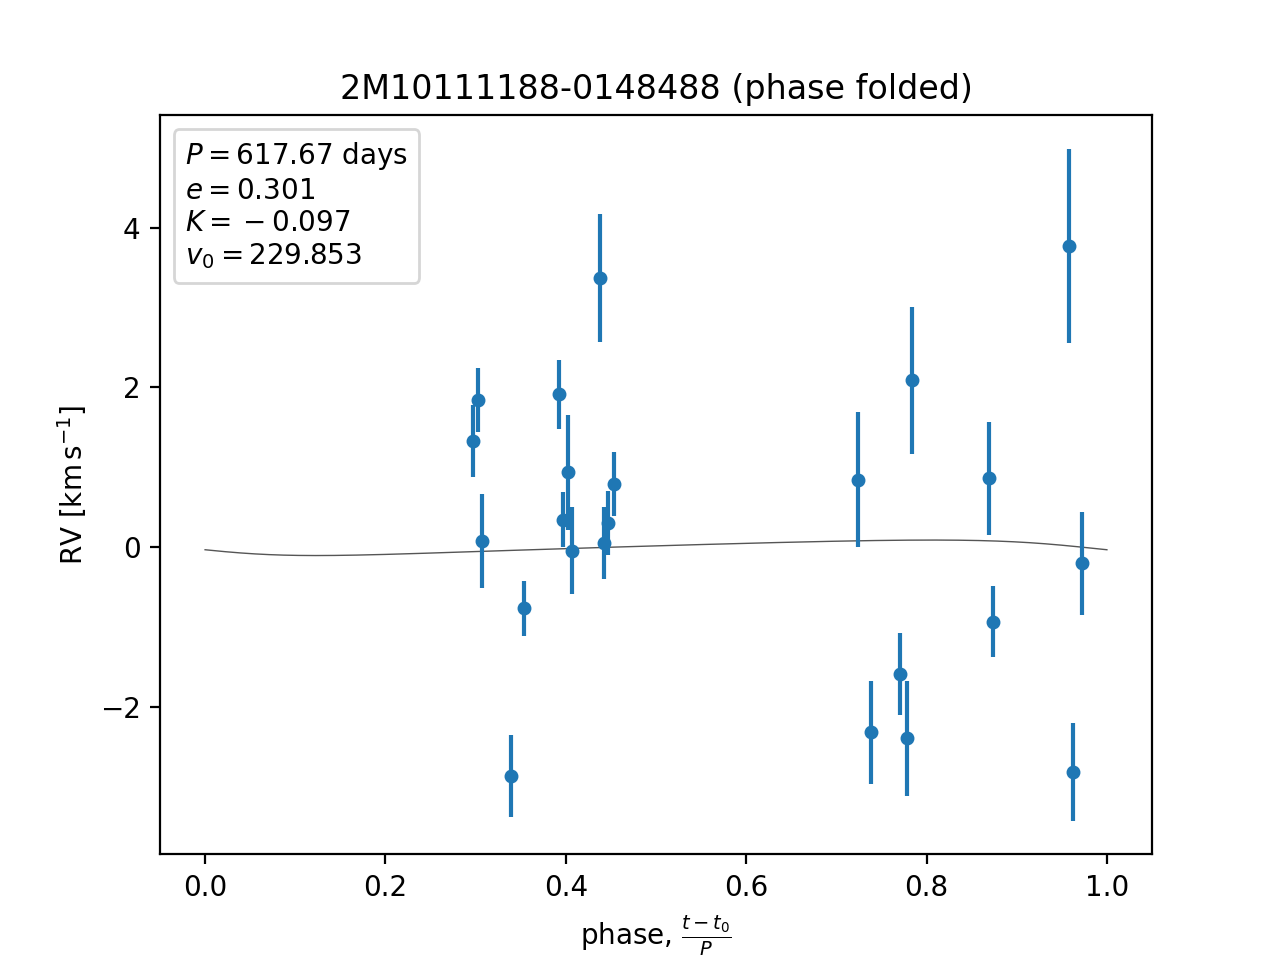 2M10111188-0148488 (phase folded)
P = 617.67 days
e = 0.301
K = −0.097
v₀ = 229.853
4
2
0
−2
RV [km s⁻¹]
0.0 0.2 0.4 0.6 0.8 1.0
phase, (t − t₀)/P